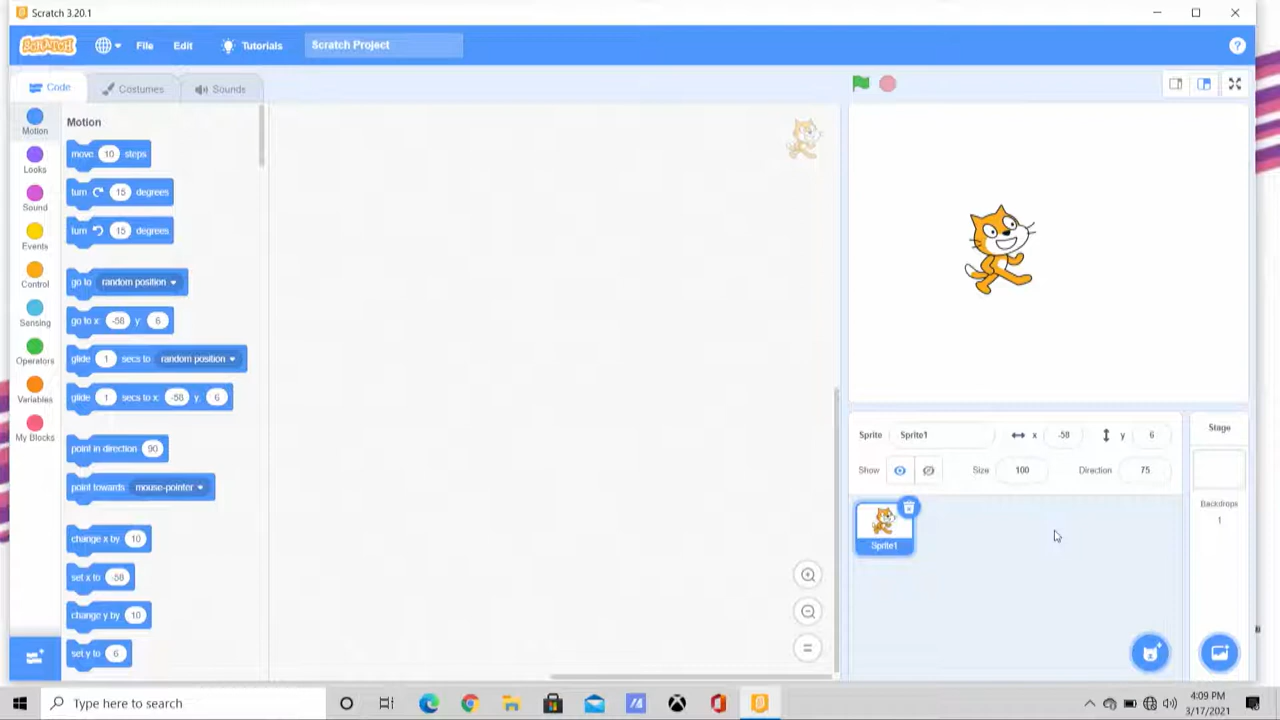 Scratch 3.20.1
SCRATCH File Edit Tutorials Scratch Project ?
Code Costumes Sounds
Motion
Looks
Sound
Events
Control
Sensing
Operators
Variables
My Blocks
Motion
move 10 steps
turn 15 degrees
turn 15 degrees
go to random position
go to x: -58 y: 6
glide 1 secs to random position
glide 1 secs to x: -58 y: 6
point in direction 90
point towards mouse-pointer
change x by 10
set x to -58
change y by 10
set y to 6
Sprite Sprite1 x -58 y 6
Show Size 100 Direction 75
Sprite1
Stage
Backdrops
1
Type here to search
4:09 PM
3/17/2021